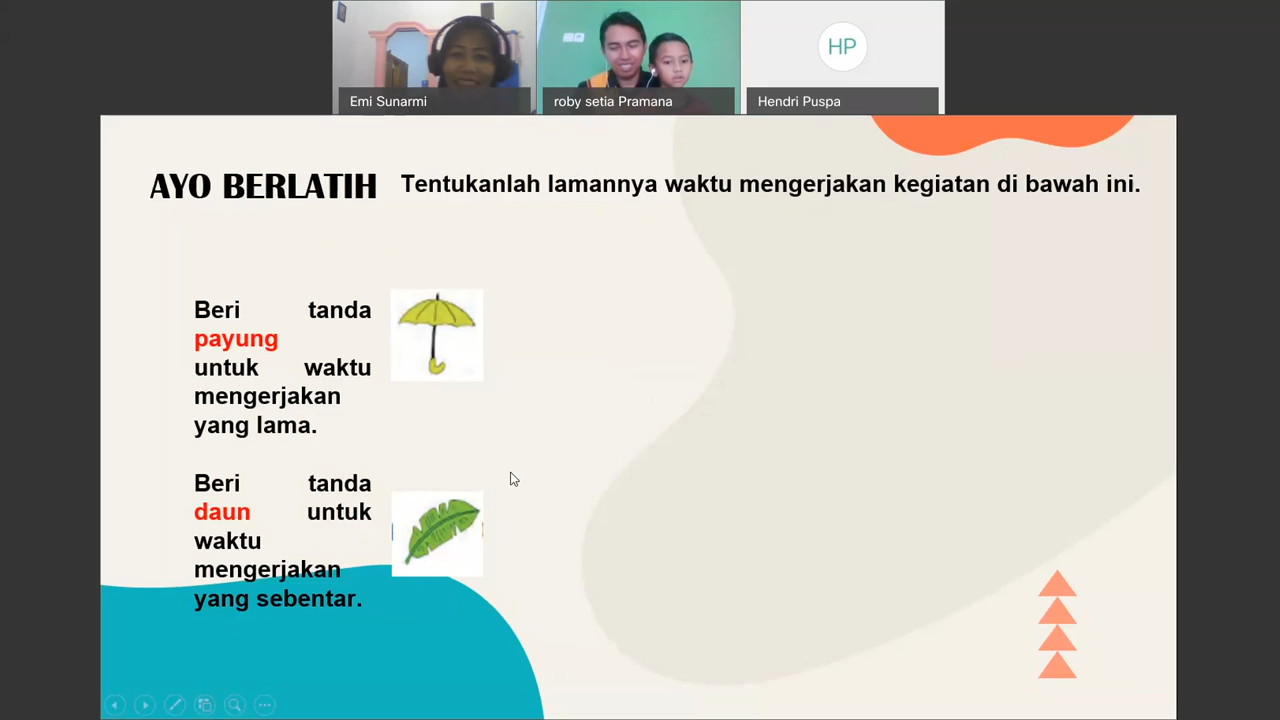 Emi Sunarmi
roby setia Pramana
HP
Hendri Puspa
AYO BERLATIH
Tentukanlah lamannya waktu mengerjakan kegiatan di bawah ini.
Beri tanda
payung
untuk waktu
mengerjakan
yang lama.
Beri tanda
daun untuk
waktu
mengerjakan
yang sebentar.